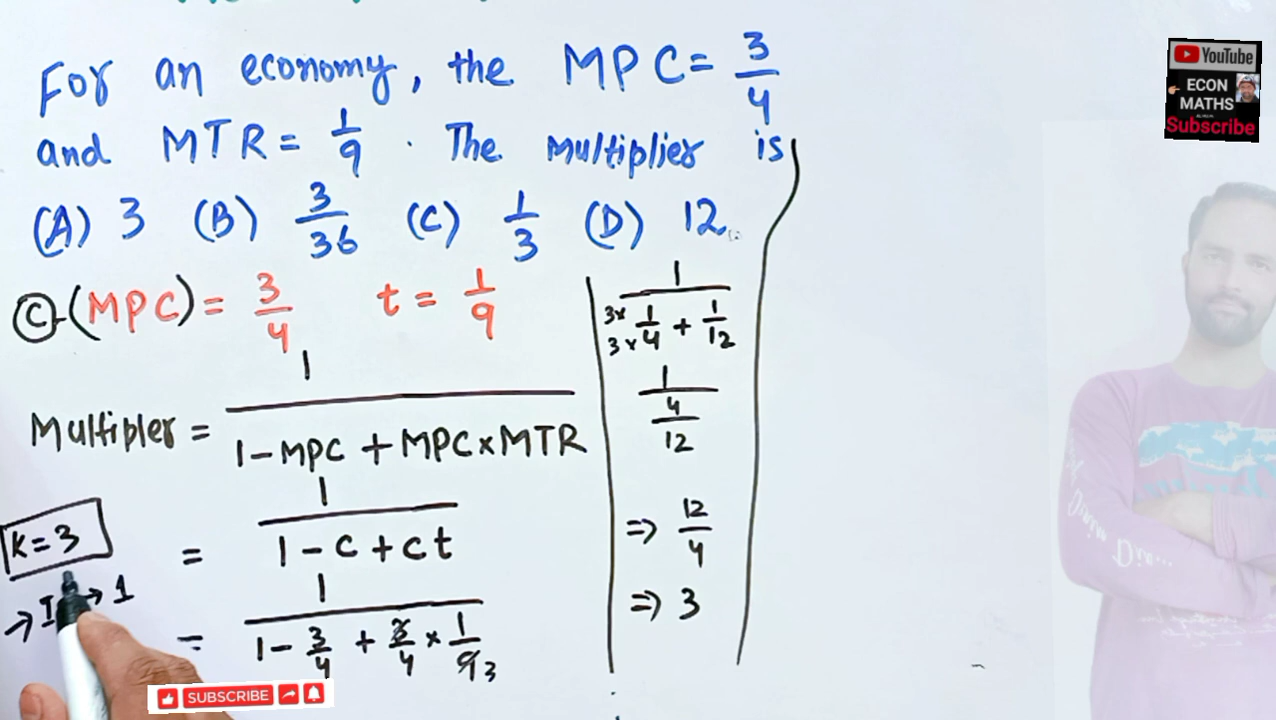 For an economy, the MPC = 3/4
and MTR = 1/9 . The Multiplier is
(A) 3 (B) 3/36 (C) 1/3 (D) 12
C-(MPC) = 3/4 t = 1/9
Multipler = 1/(1-MPC + MPC×MTR)
= 1/(1-c+ct)
= 1/(1-3/4 + 3/4 × 1/9 3)
K=3
→ I → 1
1/(3× 1/3× 4 + 1/12)
1/(4/12)
=> 12/4
=> 3
YouTube
ECON
MATHS
Subscribe
SUBSCRIBE